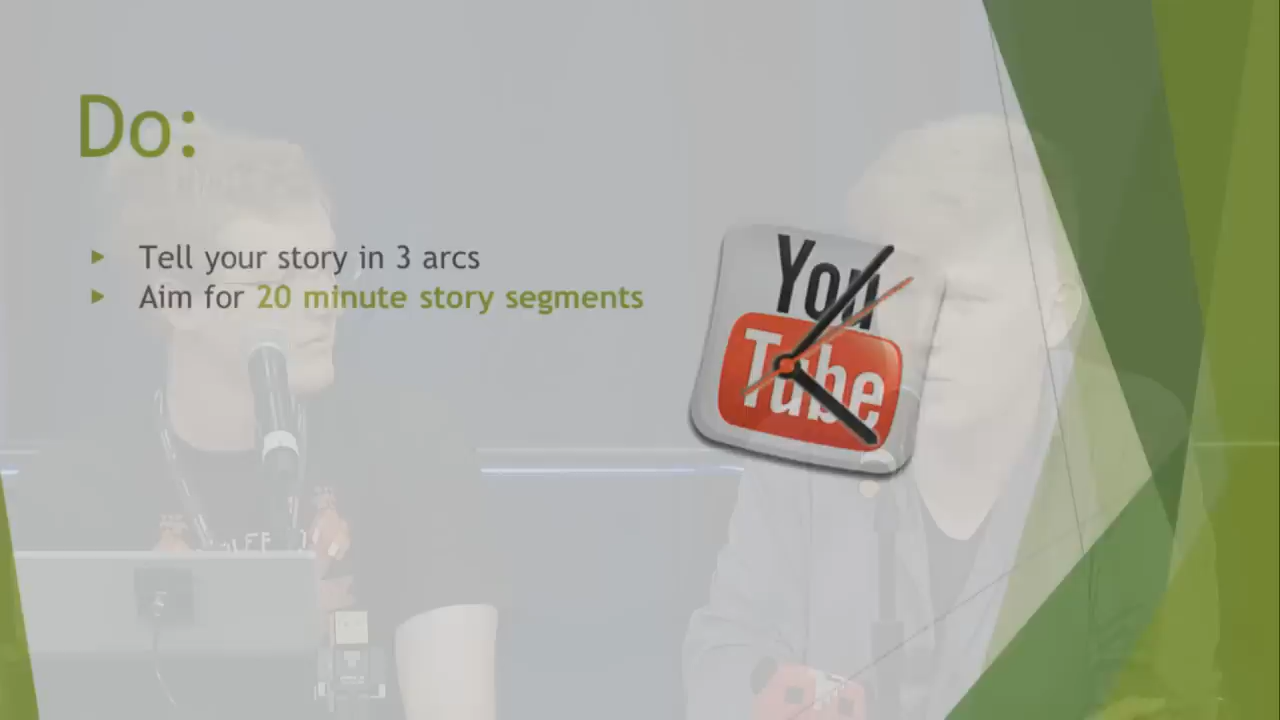 Do:
Tell your story in 3 arcs
Aim for 20 minute story segments
You
Tube